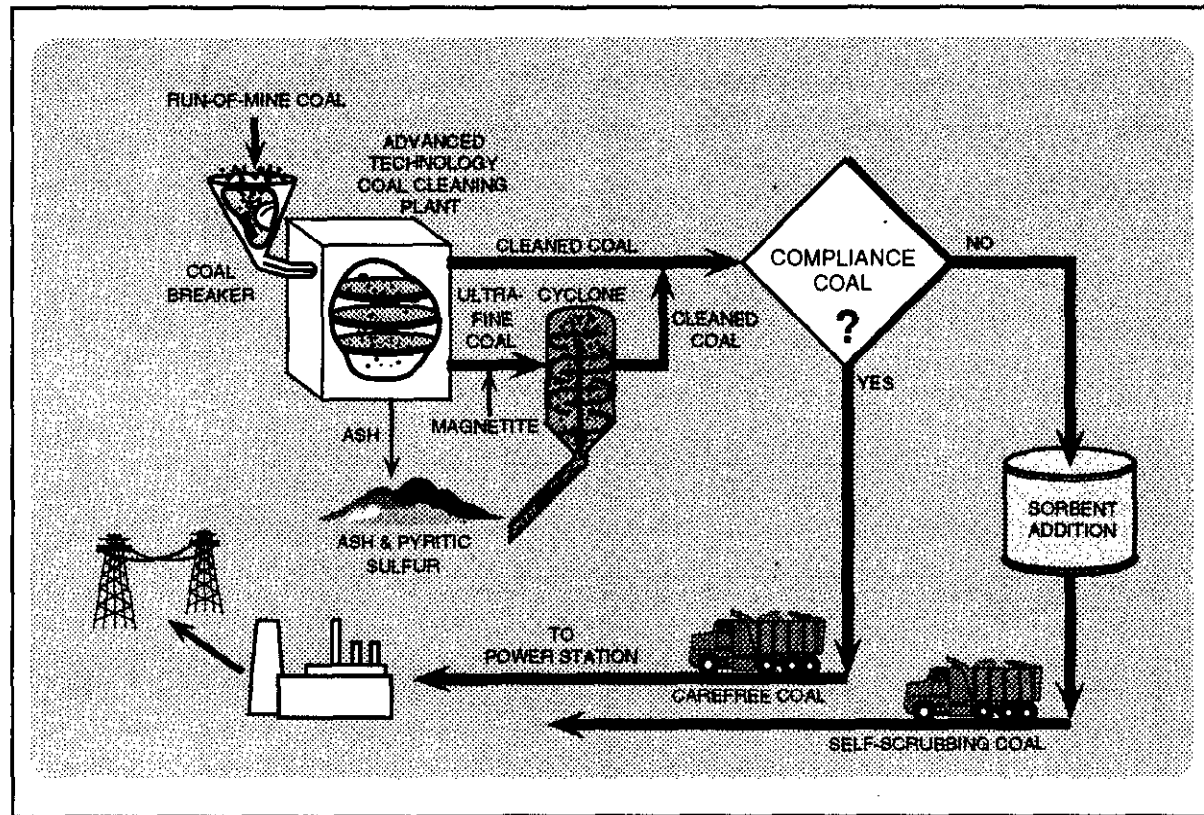 RUN-OF-MINE COAL
ADVANCED
TECHNOLOGY
COAL CLEANING
PLANT
COAL
BREAKER
CLEANED COAL
ULTRA-
FINE
COAL
CYCLONE
CLEANED
COAL
MAGNETITE
ASH
ASH & PYRITIC
SULFUR
COMPLIANCE
COAL
?
NO
YES
SORBENT
ADDITION
TO
POWER STATION
CAREFREE COAL
SELF-SCRUBBING COAL